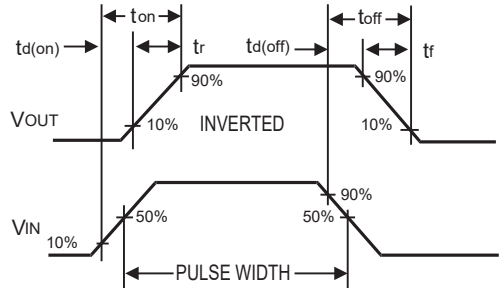 ton toff
td(on) tr td(off) tf
90% 90%
VOUT 10% INVERTED 10%
90%
VIN 50% 50%
10%
PULSE WIDTH